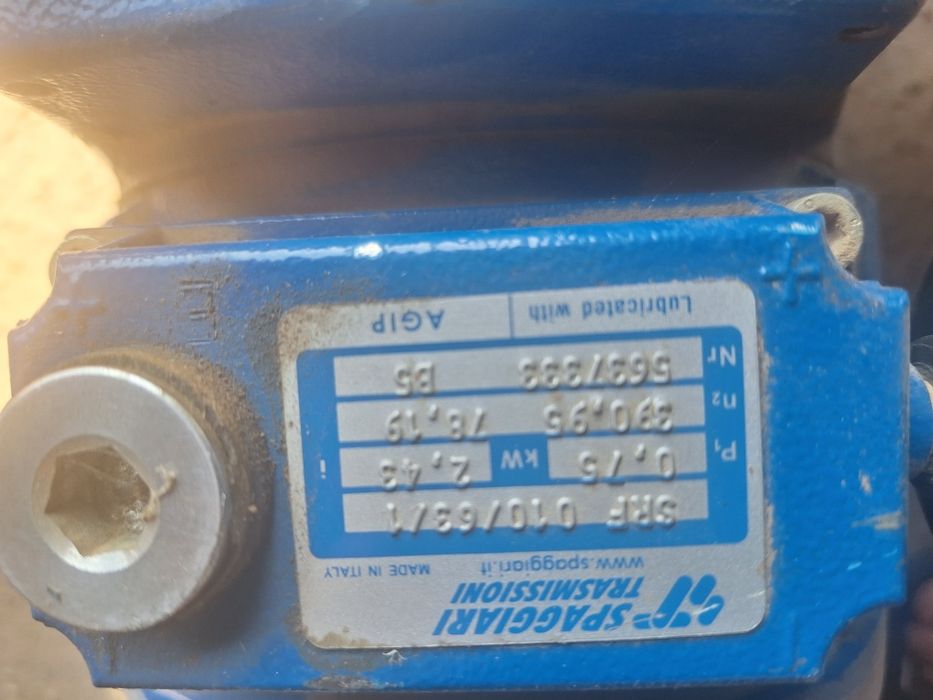 SPAGGIARI
TRASMISSIONI
www.spaggiari.it MADE IN ITALY
SRF 010/63/1
P1 0,75 kW 2,43 i
n2 390,95 78,19
Nr 5637333 B5
Lubricated with AGIP